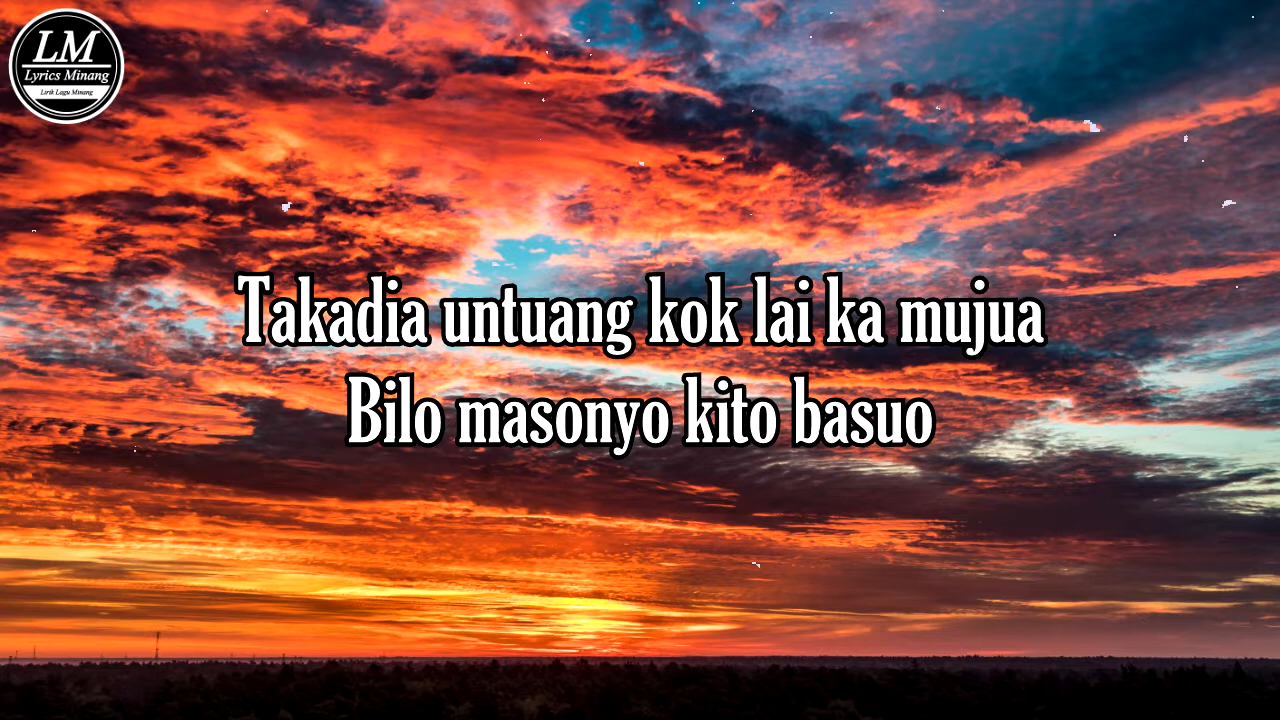 LM
Lyrics Minang
Lirik Lagu Minang
Takadia untuang kok lai ka mujua
Bilo masonyo kito basuo